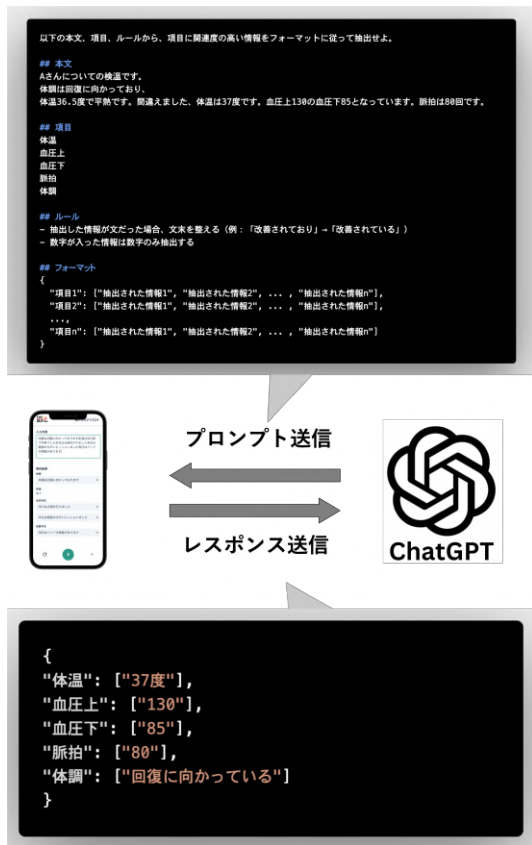 以下の本文、項目、ルールから、項目に関連度の高い情報をフォーマットに従って抽出せよ。
## 本文
Aさんについての検温です。
体調は回復に向かっており、
体温36.5度で平熱です。間違えました、体温は37度です。血圧上130の血圧下85となっています。脈拍は80回です。
## 項目
体温
血圧上
血圧下
脈拍
体調
## ルール
- 抽出した情報が文だった場合、文末を整える（例：「改善されており」→「改善されている」）
- 数字が入った情報は数字のみ抽出する
## フォーマット
{
"項目1": ["抽出された情報1", "抽出された情報2", ... , "抽出された情報n"],
"項目2": ["抽出された情報1", "抽出された情報2", ... , "抽出された情報n"],
...,
"項目n": ["抽出された情報1", "抽出された情報2", ... , "抽出された情報n"]
}
プロンプト送信
レスポンス送信
ChatGPT
{
"体温": ["37度"],
"血圧上": ["130"],
"血圧下": ["85"],
"脈拍": ["80"],
"体調": ["回復に向かっている"]
}